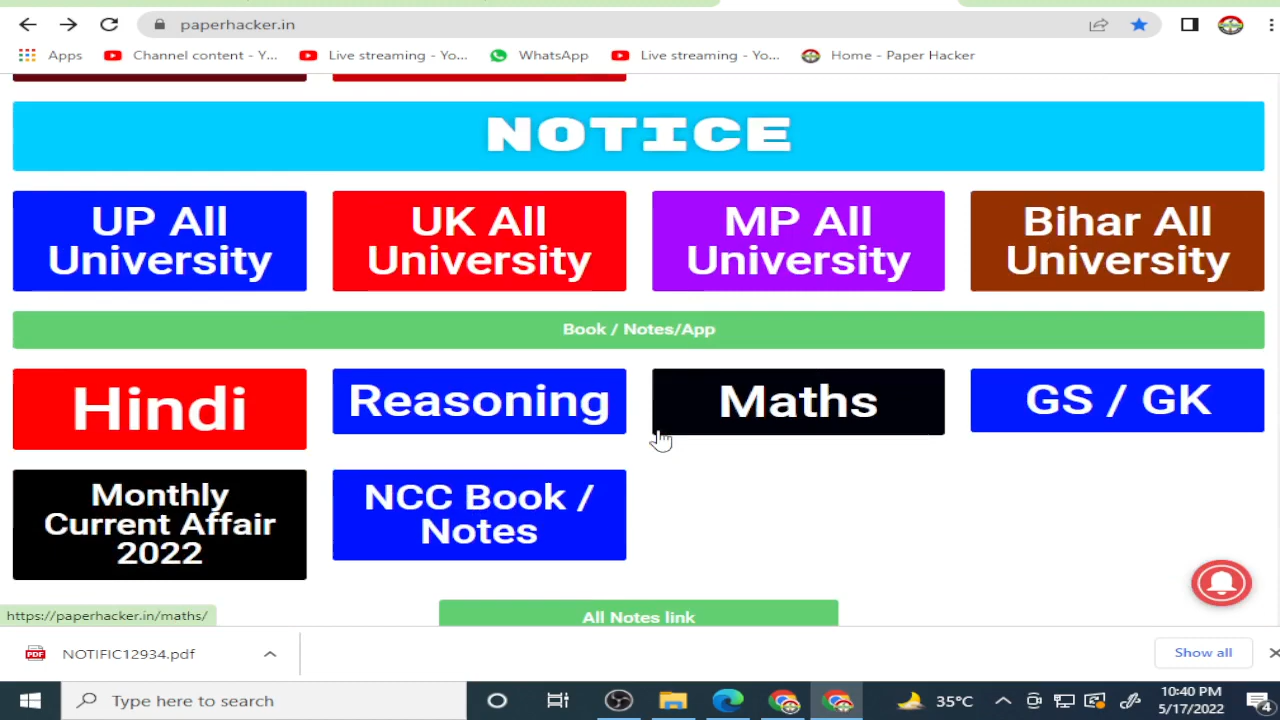 paperhacker.in
Apps
Channel content - Y...
Live streaming - Yo...
WhatsApp
Live streaming - Yo...
Home - Paper Hacker
NOTICE
UP All
University
UK All
University
MP All
University
Bihar All
University
Book / Notes/App
Hindi
Reasoning
Maths
GS / GK
Monthly
Current Affair
2022
NCC Book /
Notes
https://paperhacker.in/maths/
All Notes link
PDF
NOTIFIC12934.pdf
Show all
Type here to search
35°C
10:40 PM
5/17/2022
4